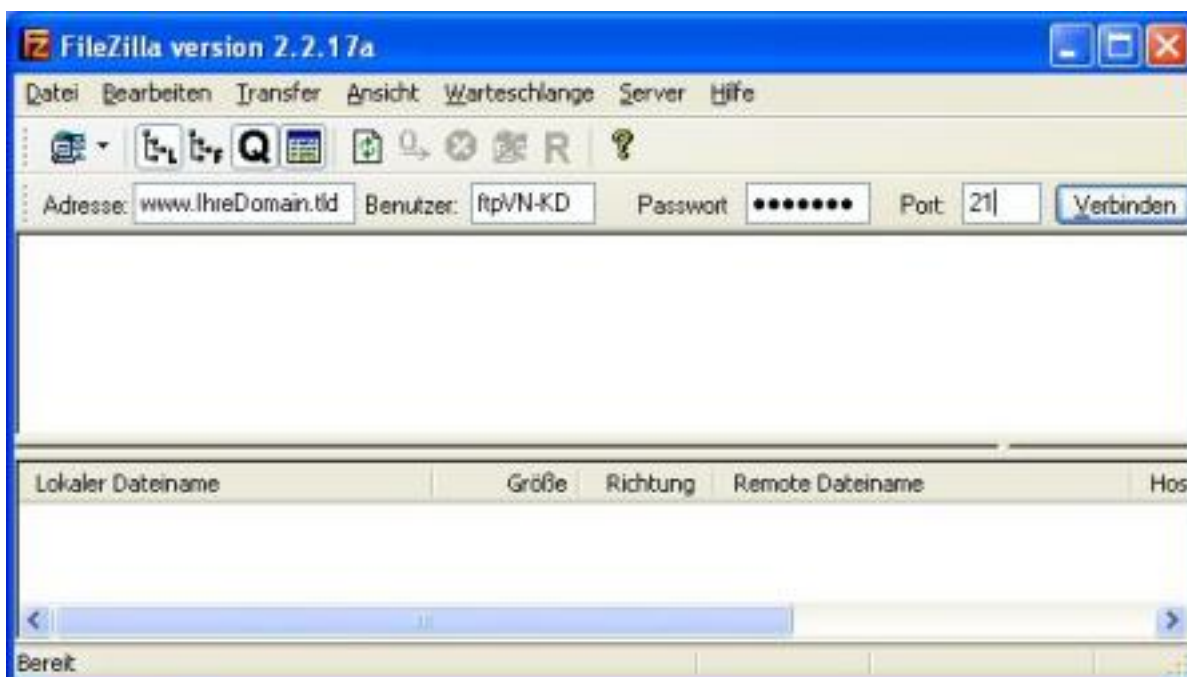 FileZilla version 2.2.17a
Datei Bearbeiten Transfer Ansicht Warteschlange Server Hilfe
Adresse: www.IhreDomain.tld Benutzer: ftpVN-KD Passwort ●●●●●●● Port: 21 Verbinden
Lokaler Dateiname Größe Richtung Remote Dateiname Hos
Bereit